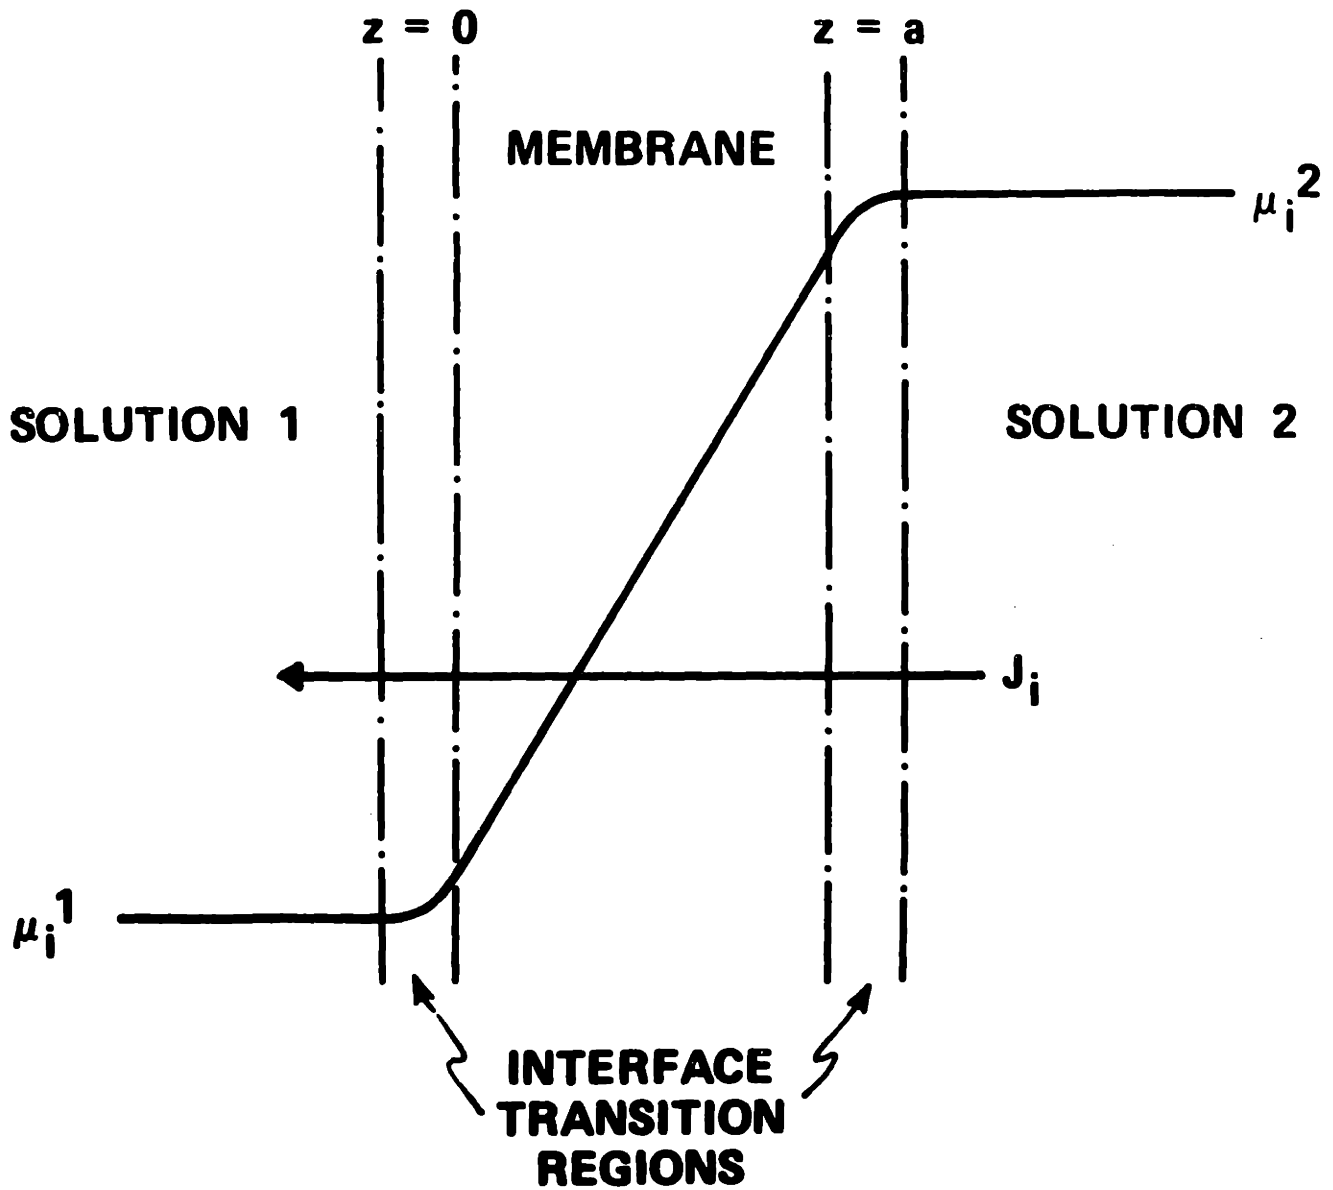 z = 0
z = a
MEMBRANE
μi2
SOLUTION 1
SOLUTION 2
Ji
μi1
INTERFACE
TRANSITION
REGIONS